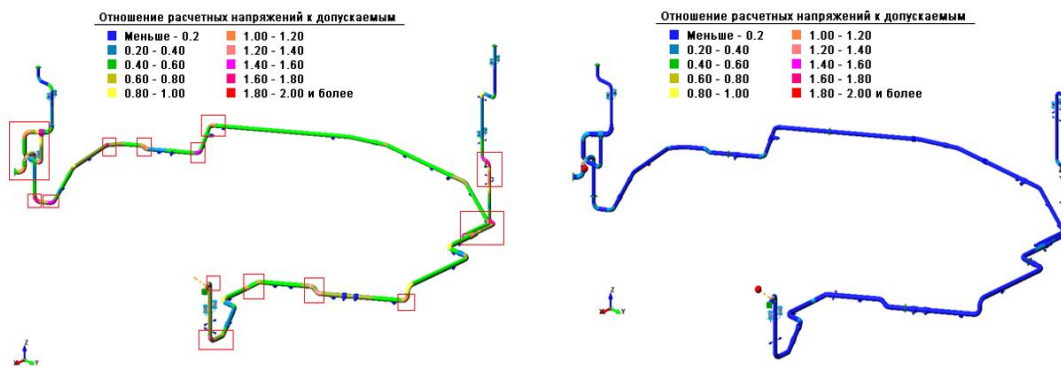 Отношение расчетных напряжений к допускаемым
Меньше - 0.2
0.20 - 0.40
0.40 - 0.60
0.60 - 0.80
0.80 - 1.00
1.00 - 1.20
1.20 - 1.40
1.40 - 1.60
1.60 - 1.80
1.80 - 2.00 и более
Z
X
Y
Отношение расчетных напряжений к допускаемым
Меньше - 0.2
0.20 - 0.40
0.40 - 0.60
0.60 - 0.80
0.80 - 1.00
1.00 - 1.20
1.20 - 1.40
1.40 - 1.60
1.60 - 1.80
1.80 - 2.00 и более
Z
X
Y